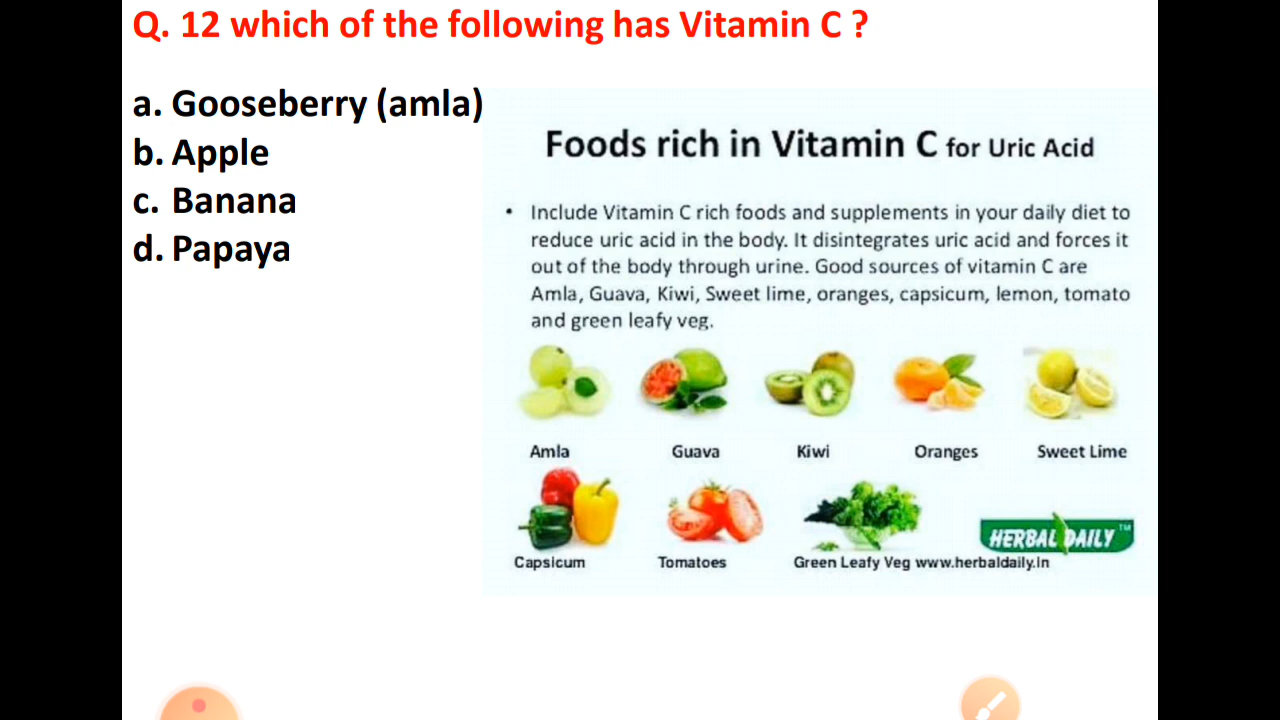 Q. 12 which of the following has Vitamin C ?
a. Gooseberry (amla)
b. Apple
c. Banana
d. Papaya
Foods rich in Vitamin C for Uric Acid
• Include Vitamin C rich foods and supplements in your daily diet to
reduce uric acid in the body. It disintegrates uric acid and forces it
out of the body through urine. Good sources of vitamin C are
Amla, Guava, Kiwi, Sweet lime, oranges, capsicum, lemon, tomato
and green leafy veg.
Amla Guava Kiwi Oranges Sweet Lime
HERBAL DAILY™
Capsicum Tomatoes Green Leafy Veg www.herbaldaily.in